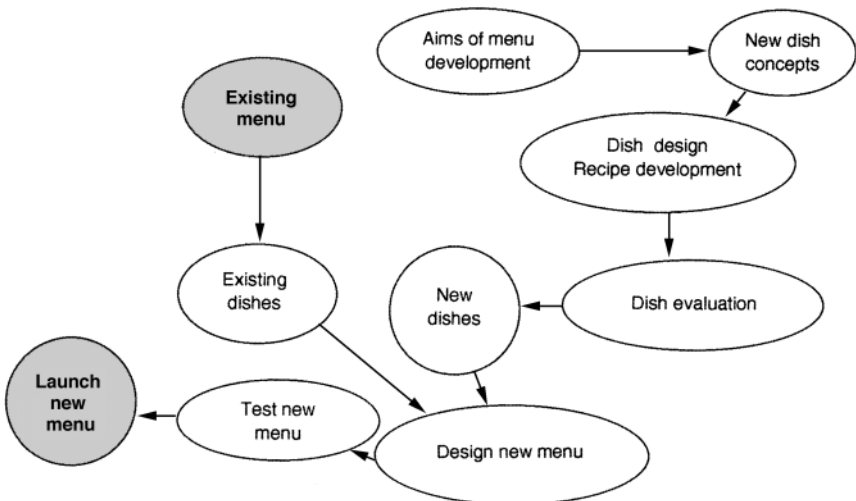 Aims of menu
development
New dish
concepts
Existing
menu
Dish design
Recipe development
Existing
dishes
New
dishes
Dish evaluation
Launch
new
menu
Test new
menu
Design new menu